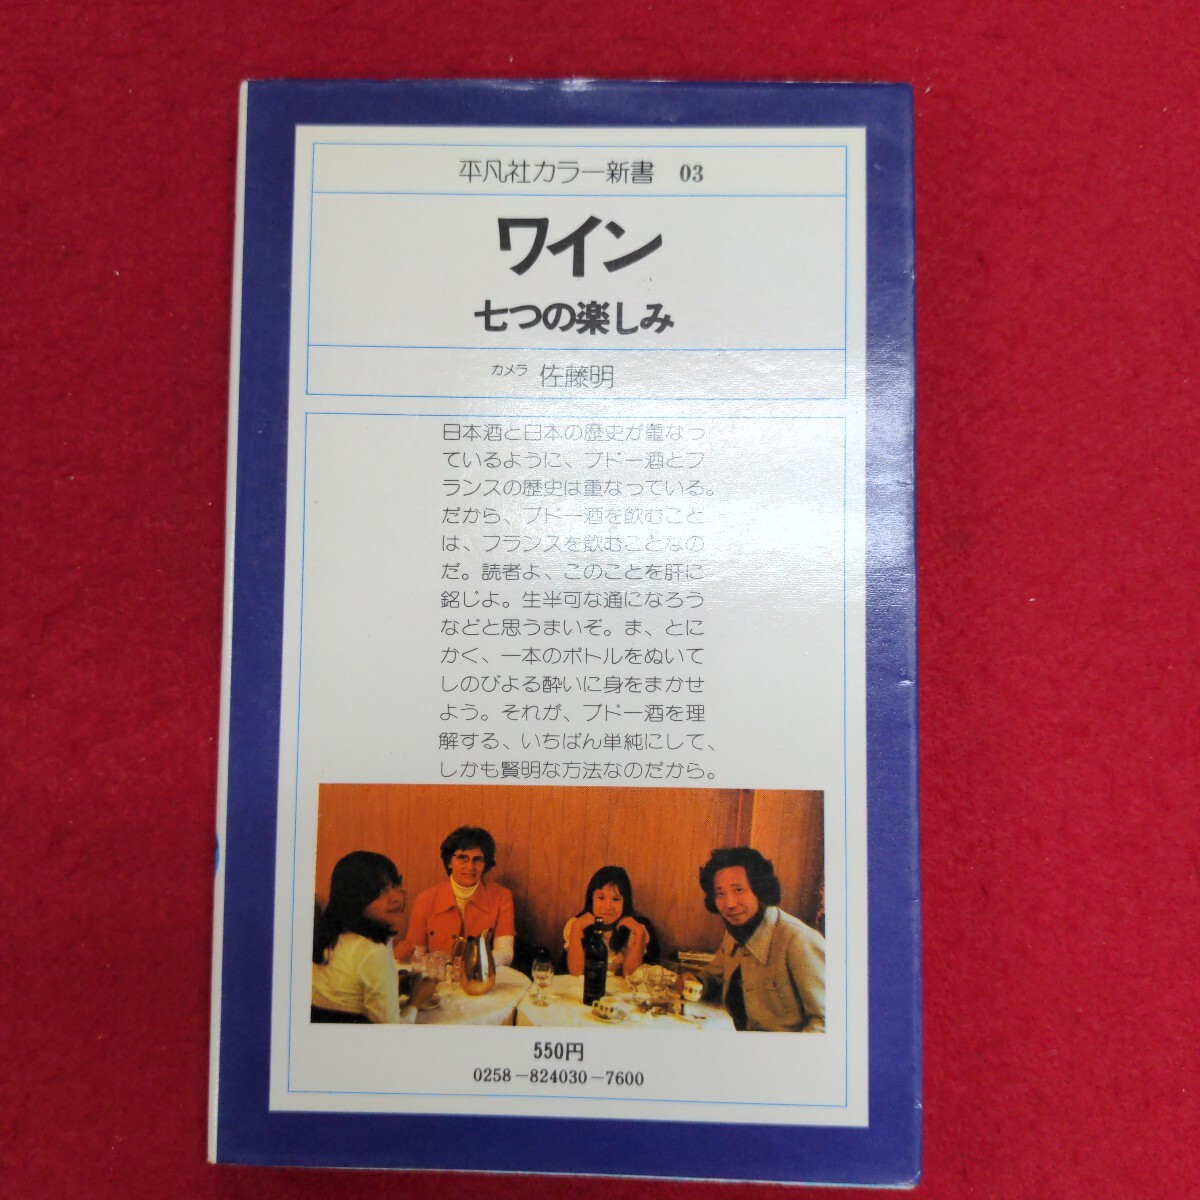 平凡社カラー新書 03
ワイン
七つの楽しみ
カメラ 佐藤明
日本酒と日本の歴史が重なっ
ているように、ブドー酒とフ
ランスの歴史は重なっている。
だから、ブドー酒を飲むこと
は、フランスを飲むことなの
だ。読者よ、このことを肝に
銘じよ。生半可な通になろう
などと思うまいぞ。ま、とに
かく、一本のボトルをぬいて
しのびよる酔いに身をまかせ
よう。それが、ブドー酒を理
解する、いちばん単純にして、
しかも賢明な方法なのだから。
550円
0258-824030-7600